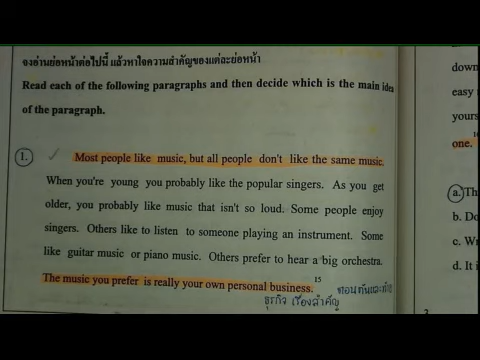 จงอ่านย่อหน้าต่อไปนี้ แล้วหาใจความสำคัญของแต่ละย่อหน้า
Read each of the following paragraphs and then decide which is the main idea
of the paragraph.
1. Most people like music, but all people don't like the same music.
When you're young you probably like the popular singers. As you get
older, you probably like music that isn't so loud. Some people enjoy
singers. Others like to listen to someone playing an instrument. Some
like guitar music or piano music. Others prefer to hear a big orchestra.
The music you prefer is really your own personal business. 15
ธุรกิจ เรื่องสำคัญ
down
easy
yours
one.
a. Th
b. Do
c. Wr
d. It i